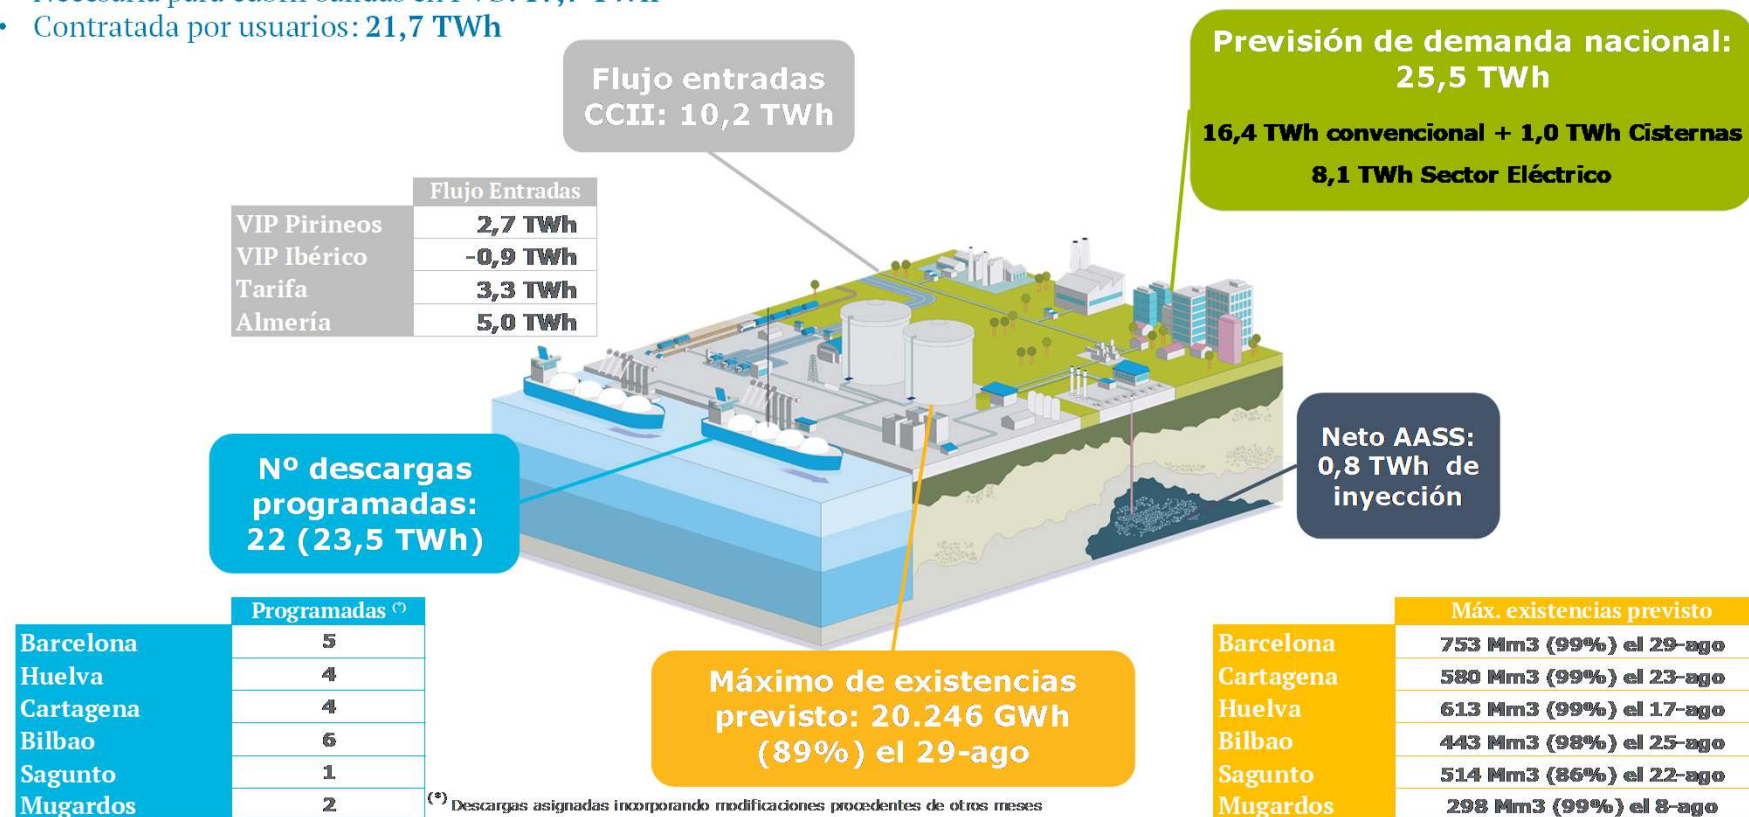 • Contratada por usuarios: 21,7 TWh
Flujo entradas
CCII: 10,2 TWh
Previsión de demanda nacional:
25,5 TWh
16,4 TWh convencional + 1,0 TWh Cisternas
8,1 TWh Sector Eléctrico
Flujo Entradas
VIP Pirineos 2,7 TWh
VIP Ibérico -0,9 TWh
Tarifa 3,3 TWh
Almería 5,0 TWh
Nº descargas
programadas:
22 (23,5 TWh)
Neto AASS:
0,8 TWh de
inyección
Programadas (*)
Barcelona 5
Huelva 4
Cartagena 4
Bilbao 6
Sagunto 1
Mugardos 2
Máximo de existencias
previsto: 20.246 GWh
(89%) el 29-ago
(*) Descargas asignadas incorporando modificaciones procedentes de otros meses
Máx. existencias previsto
Barcelona 753 Mm3 (99%) el 29-ago
Cartagena 580 Mm3 (99%) el 23-ago
Huelva 613 Mm3 (99%) el 17-ago
Bilbao 443 Mm3 (98%) el 25-ago
Sagunto 514 Mm3 (86%) el 22-ago
Mugardos 298 Mm3 (99%) el 8-ago